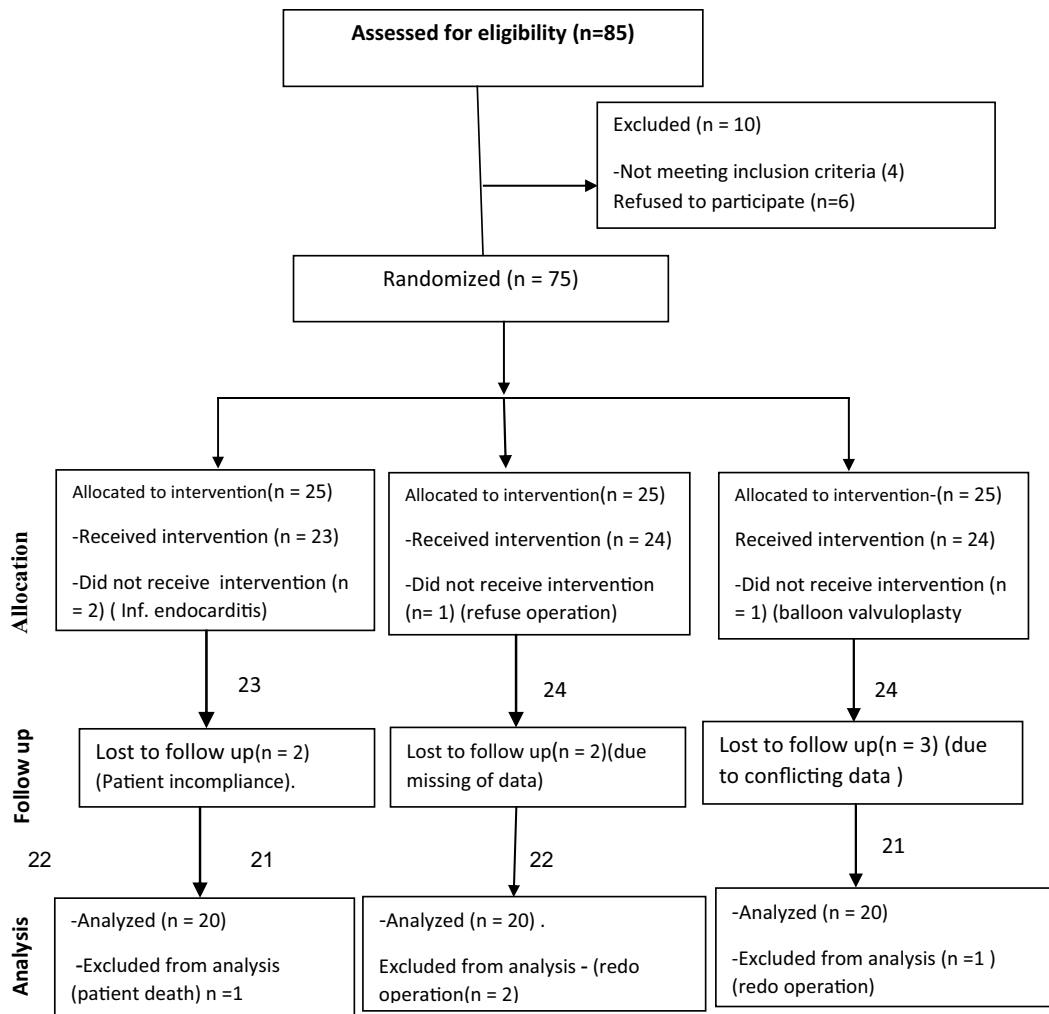 Assessed for eligibility (n=85)
Excluded (n = 10)
-Not meeting inclusion criteria (4)
Refused to participate (n=6)
Randomized (n = 75)
Allocation
Allocated to intervention(n = 25)
-Received intervention (n = 23)
-Did not receive intervention (n
= 2) ( Inf. endocarditis)
Allocated to intervention(n = 25)
-Received intervention (n = 24)
-Did not receive intervention
(n= 1) (refuse operation)
Allocated to intervention-(n = 25)
Received intervention (n = 24)
-Did not receive intervention (n
= 1) (balloon valvuloplasty
23
24
24
Follow up
Lost to follow up(n = 2)
(Patient incompliance).
Lost to follow up(n = 2)(due
missing of data)
Lost to follow up(n = 3) (due
to conflicting data )
22
21
22
21
Analysis
-Analyzed (n = 20)
-Excluded from analysis
(patient death) n =1
-Analyzed (n = 20) .
Excluded from analysis - (redo
operation(n = 2)
-Analyzed (n = 20)
-Excluded from analysis (n =1 )
(redo operation)